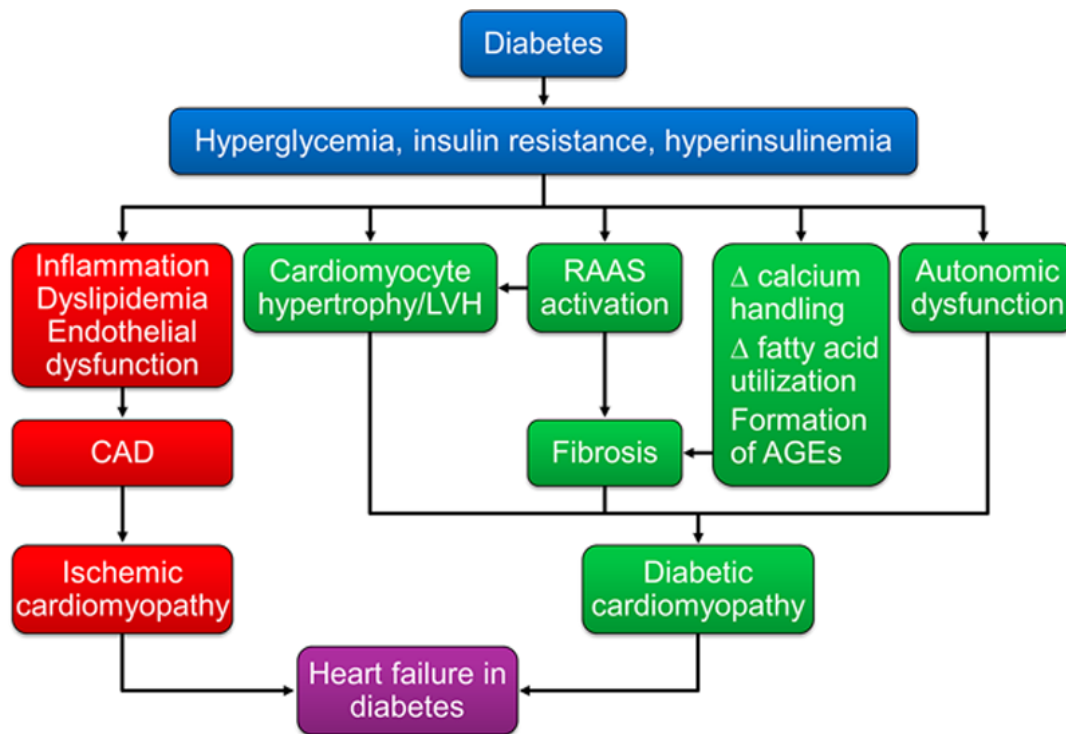 Diabetes
Hyperglycemia, insulin resistance, hyperinsulinemia
Inflammation
Dyslipidemia
Endothelial
dysfunction
Cardiomyocyte
hypertrophy/LVH
RAAS
activation
Δ calcium
handling
Δ fatty acid
utilization
Formation
of AGEs
Autonomic
dysfunction
CAD
Fibrosis
Ischemic
cardiomyopathy
Diabetic
cardiomyopathy
Heart failure in
diabetes